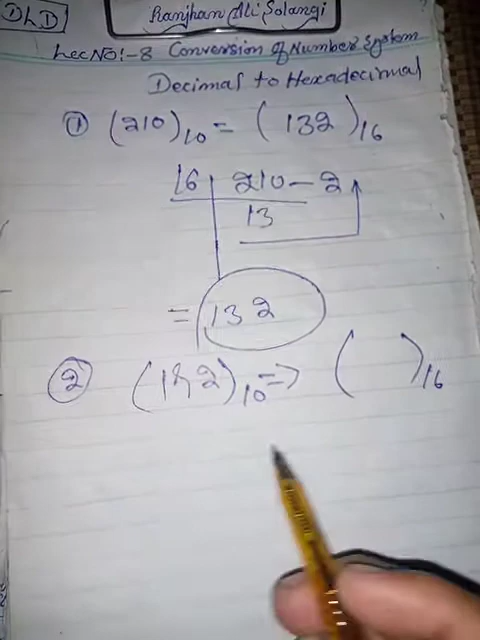 DLD
Ranjhan Ali Solangi
Lec NO:-8 Conversion of Number System
Decimal to Hexadecimal
① (210)10 = (132)16
16 210 - 2
13
= 132
② (192)10 => ( )16